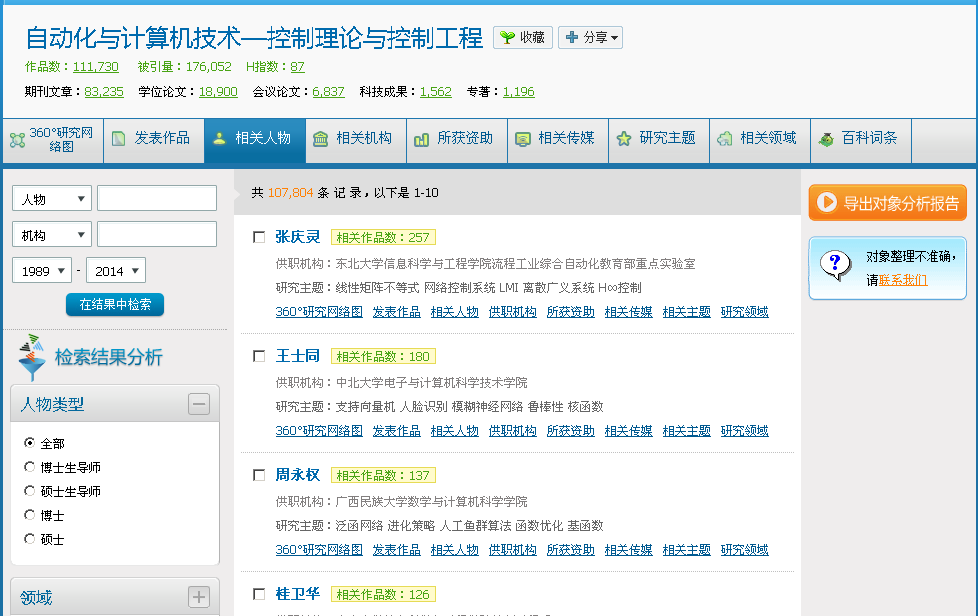 自动化与计算机技术—控制理论与控制工程 收藏 分享
作品数：111,730 被引量：176,052 H指数：87
期刊文章：83,235 学位论文：18,900 会议论文：6,837 科技成果：1,562 专著：1,196
360°研究网络图 发表作品 相关人物 相关机构 所获资助 相关传媒 研究主题 相关领域 百科词条
人物
机构
1989 - 2014
在结果中检索
检索结果分析
人物类型
全部
博士生导师
硕士生导师
博士
硕士
领域
共 107,804 条 记 录，以下是 1-10
张庆灵 相关作品数：257
供职机构：东北大学信息科学与工程学院流程工业综合自动化教育部重点实验室
研究主题：线性矩阵不等式 网络控制系统 LMI 离散广义系统 H∞控制
360°研究网络图 发表作品 相关人物 供职机构 所获资助 相关传媒 相关主题 研究领域
王士同 相关作品数：180
供职机构：中北大学电子与计算机科学技术学院
研究主题：支持向量机 人脸识别 模糊神经网络 鲁棒性 核函数
360°研究网络图 发表作品 相关人物 供职机构 所获资助 相关传媒 相关主题 研究领域
周永权 相关作品数：137
供职机构：广西民族大学数学与计算机科学学院
研究主题：泛函网络 进化策略 人工鱼群算法 函数优化 基函数
360°研究网络图 发表作品 相关人物 供职机构 所获资助 相关传媒 相关主题 研究领域
桂卫华 相关作品数：126
导出对象分析报告
对象整理不准确，
请联系我们